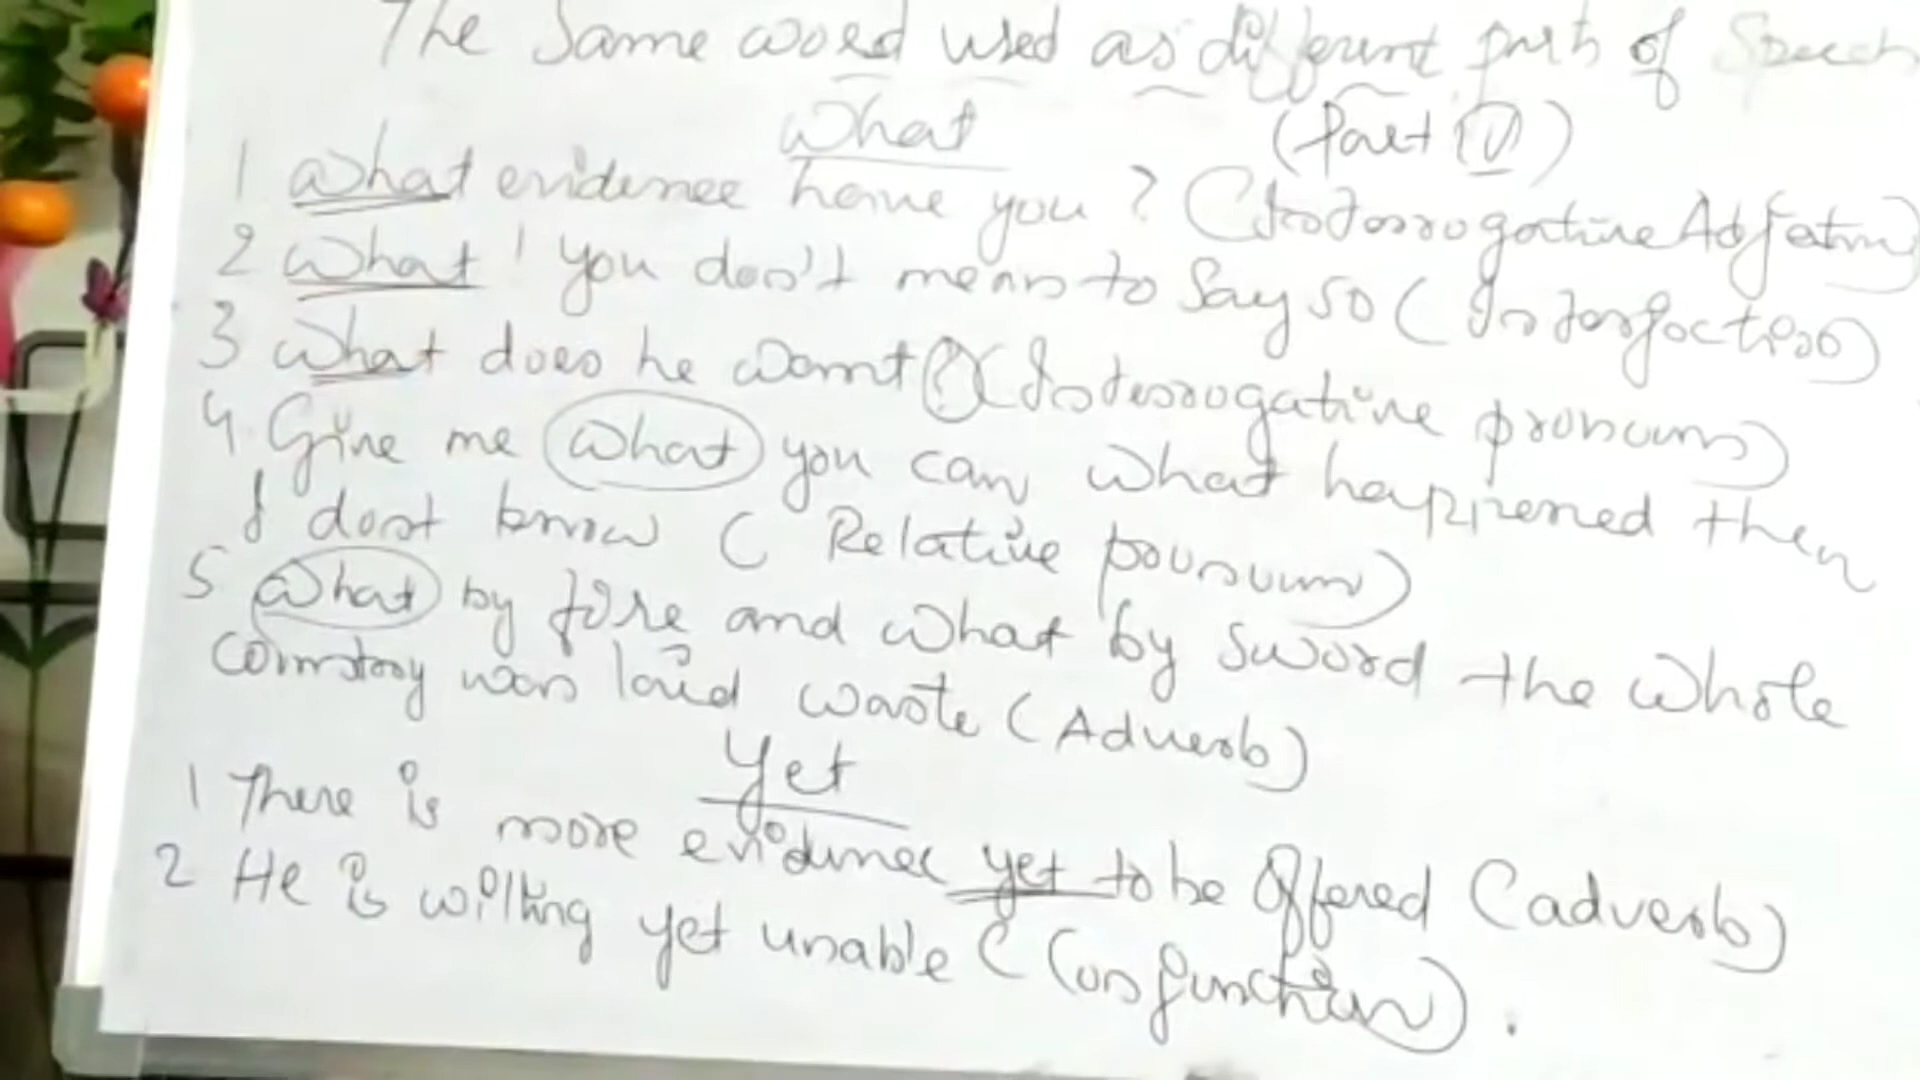 The Same word used as different parts of Speech
What
(Part IV)
1 What evidence have you ? (Interrogative Adjective)
2 What ! you don't mean to Say so (Interjection)
3 What does he want ? (Interrogative pronoun)
4 Give me what you can what happened then
I dont know ( Relative pronoun)
5 What by fire and what by sword the whole
country was laid waste (Adverb)
Yet
1 There is more evidence yet to be offered (adverb)
2 He is willing yet unable ( Conjunction).